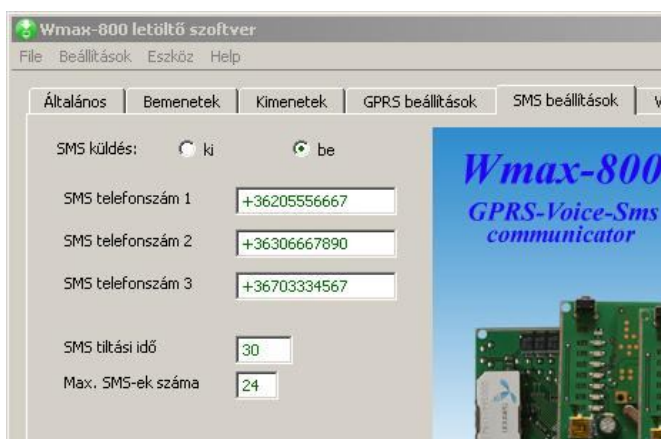 Wmax-800 letöltő szoftver
File Beállítások Eszköz Help
Általános Bemenetek Kimenetek GPRS beállítások SMS beállítások
SMS küldés: ki be
SMS telefonszám 1 +36205556667
SMS telefonszám 2 +36306667890
SMS telefonszám 3 +36703334567
SMS tiltási idő 30
Max. SMS-ek száma 24
Wmax-800
GPRS-Voice-Sms
communicator